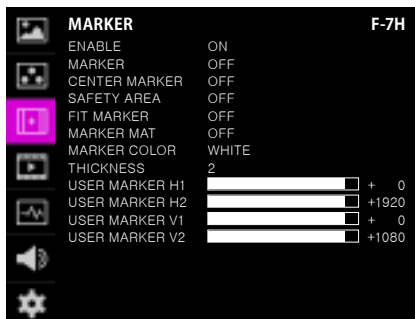 MARKER F-7H
ENABLE ON
MARKER OFF
CENTER MARKER OFF
SAFETY AREA OFF
FIT MARKER OFF
MARKER MAT OFF
MARKER COLOR WHITE
THICKNESS 2
USER MARKER H1 + 0
USER MARKER H2 +1920
USER MARKER V1 + 0
USER MARKER V2 +1080